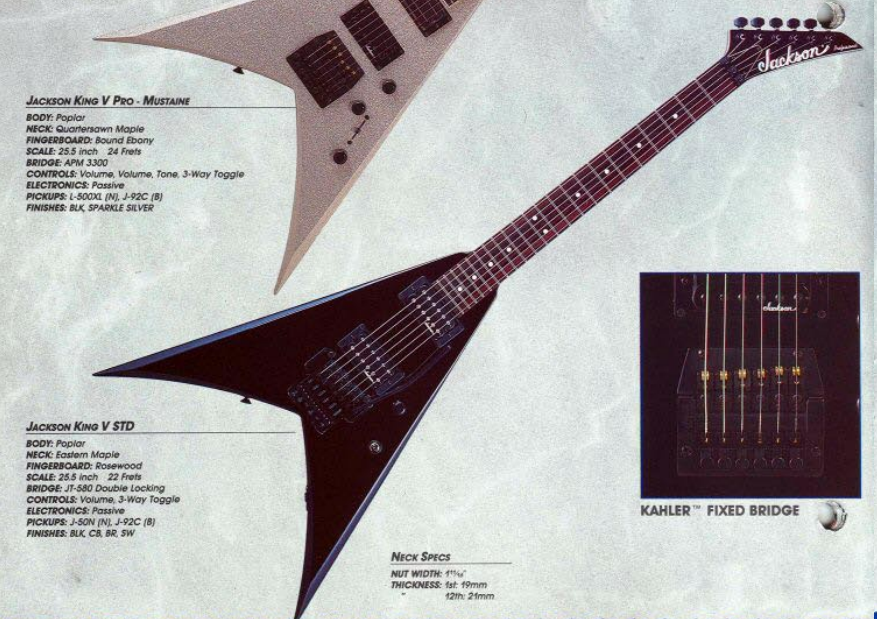 Jackson
JACKSON KING V PRO - MUSTAINE
BODY: Poplar
NECK: Quartersawn Maple
FINGERBOARD: Bound Ebony
SCALE: 25.5 inch 24 Frets
BRIDGE: APM 3300
CONTROLS: Volume, Volume, Tone, 3-Way Toggle
ELECTRONICS: Passive
PICKUPS: L-500XL (N), J-92C (B)
FINISHES: BLK, SPARKLE SILVER
Jackson
KAHLER™ FIXED BRIDGE
JACKSON KING V STD
BODY: Poplar
NECK: Eastern Maple
FINGERBOARD: Rosewood
SCALE: 25.5 inch 22 Frets
BRIDGE: JT-580 Double Locking
CONTROLS: Volume, 3-Way Toggle
ELECTRONICS: Passive
PICKUPS: J-50N (N), J-92C (B)
FINISHES: BLK, CB, BR, SW
NECK SPECS
NUT WIDTH:
THICKNESS: 1st: 19mm
" 12th: 21mm